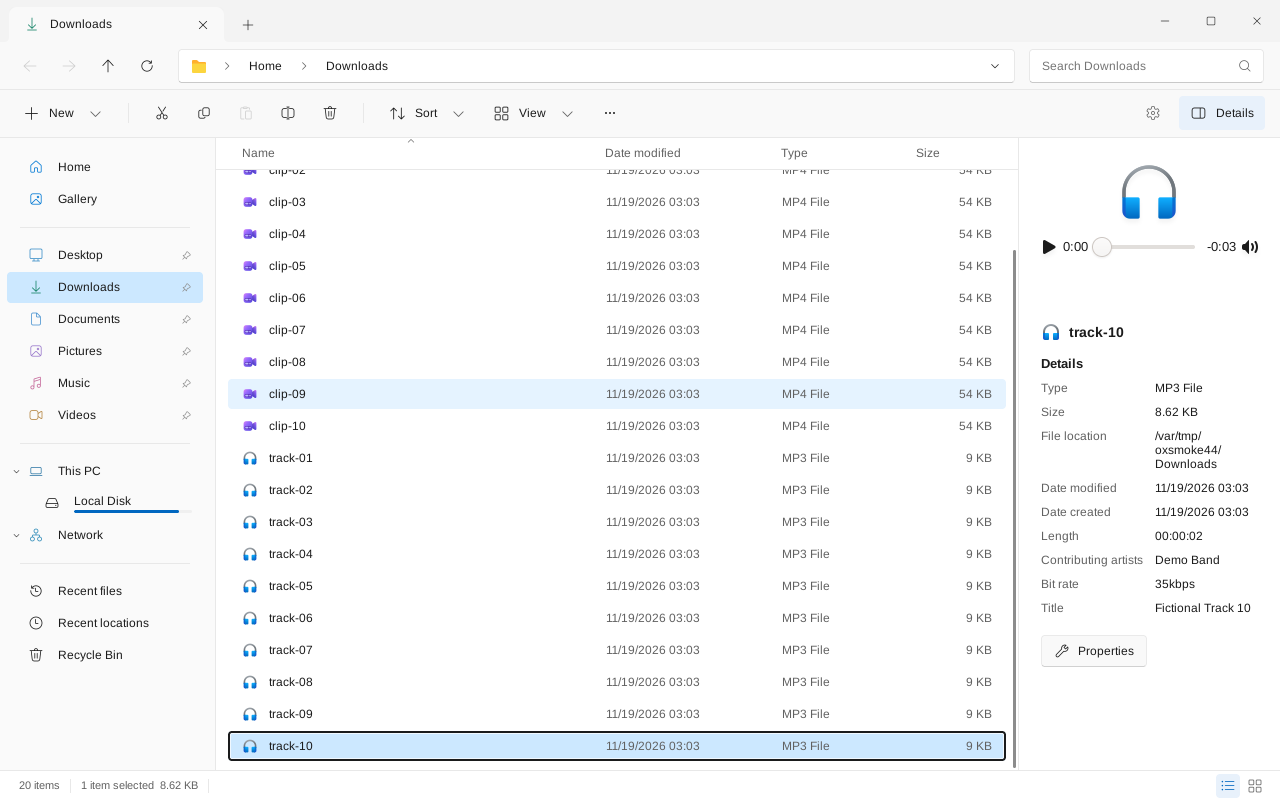 Downloads
Home
Downloads
Search Downloads
New
Sort
View
Details
Home
Gallery
Desktop
Downloads
Documents
Pictures
Music
Videos
This PC
Local Disk
Network
Recent files
Recent locations
Recycle Bin
Name Date modified Type Size
clip-02 11/19/2026 03:03 MP4 File 54 KB
clip-03 11/19/2026 03:03 MP4 File 54 KB
clip-04 11/19/2026 03:03 MP4 File 54 KB
clip-05 11/19/2026 03:03 MP4 File 54 KB
clip-06 11/19/2026 03:03 MP4 File 54 KB
clip-07 11/19/2026 03:03 MP4 File 54 KB
clip-08 11/19/2026 03:03 MP4 File 54 KB
clip-09 11/19/2026 03:03 MP4 File 54 KB
clip-10 11/19/2026 03:03 MP4 File 54 KB
track-01 11/19/2026 03:03 MP3 File 9 KB
track-02 11/19/2026 03:03 MP3 File 9 KB
track-03 11/19/2026 03:03 MP3 File 9 KB
track-04 11/19/2026 03:03 MP3 File 9 KB
track-05 11/19/2026 03:03 MP3 File 9 KB
track-06 11/19/2026 03:03 MP3 File 9 KB
track-07 11/19/2026 03:03 MP3 File 9 KB
track-08 11/19/2026 03:03 MP3 File 9 KB
track-09 11/19/2026 03:03 MP3 File 9 KB
track-10 11/19/2026 03:03 MP3 File 9 KB
0:00 -0:03
track-10
Details
Type MP3 File
Size 8.62 KB
File location /var/tmp/
oxsmoke44/
Downloads
Date modified 11/19/2026 03:03
Date created 11/19/2026 03:03
Length 00:00:02
Contributing artists Demo Band
Bit rate 35kbps
Title Fictional Track 10
Properties
20 items 1 item selected 8.62 KB